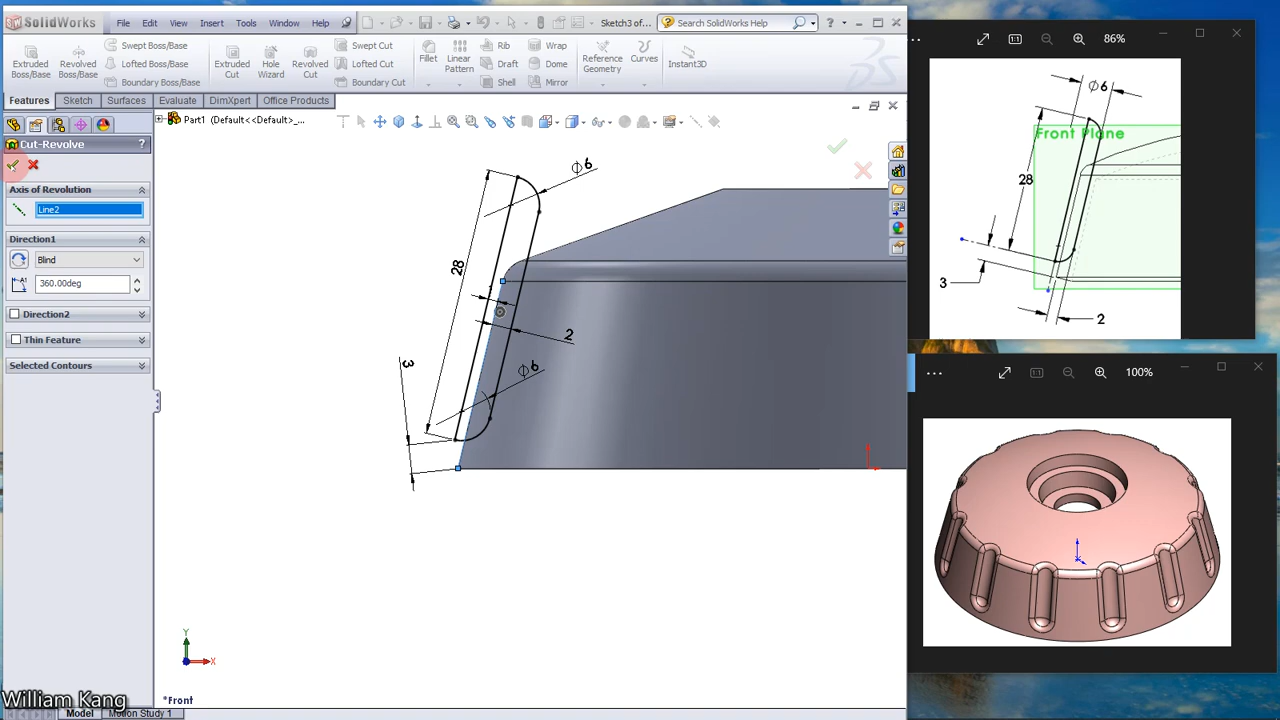 SolidWorks File Edit View Insert Tools Window Help Sketch3 of... Search SolidWorks Help
Extruded Boss/Base
Revolved Boss/Base
Swept Boss/Base
Lofted Boss/Base
Boundary Boss/Base
Extruded Cut
Hole Wizard
Revolved Cut
Swept Cut
Lofted Cut
Boundary Cut
Fillet
Linear Pattern
Rib
Draft
Shell
Wrap
Dome
Mirror
Reference Geometry
Curves
Instant3D
Features Sketch Surfaces Evaluate DimXpert Office Products
Part1 (Default<<Default>_...
Cut-Revolve ?
Axis of Revolution
Line2
Direction1
Blind
360.00deg
Direction2
Thin Feature
Selected Contours
∅6
28
2
∅6
3
Y
X
*Front
William Kang
Model Motion Study 1
86%
∅6
Front Plane
28
3
2
100%